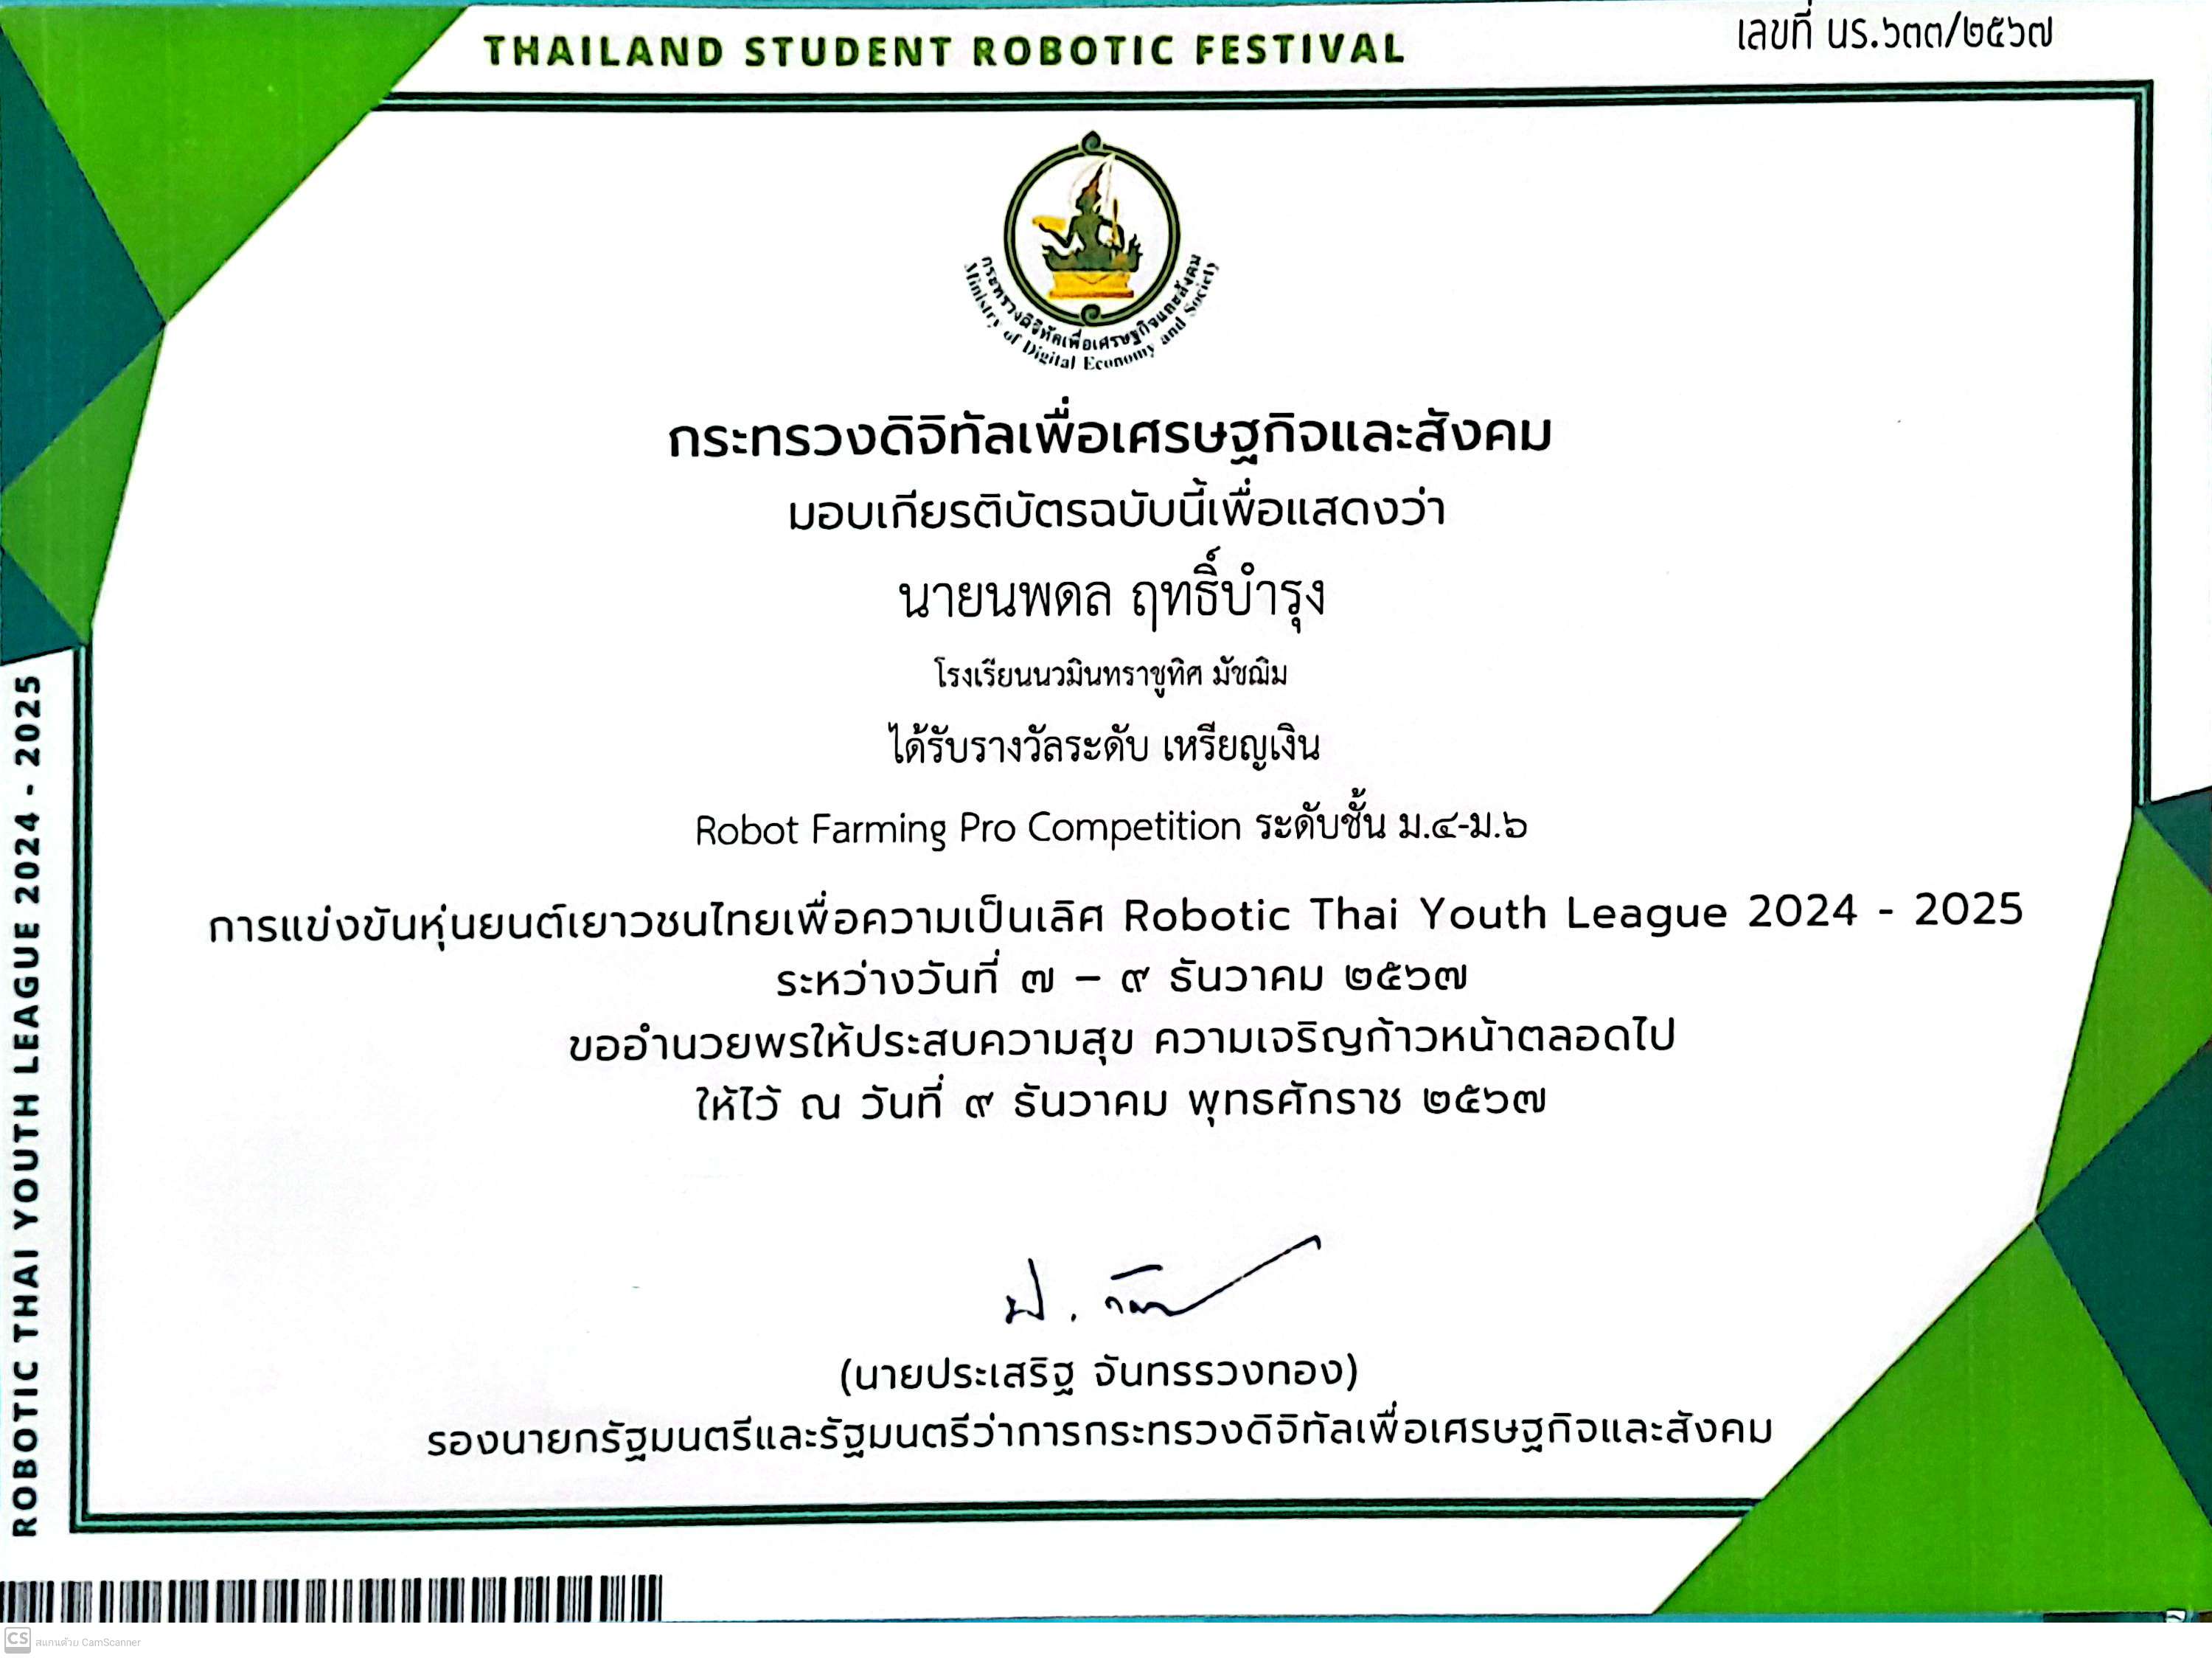 THAILAND STUDENT ROBOTIC FESTIVAL
เลขที่ นร.๖๓๓/๒๕๖๗
กระทรวงดิจิทัลเพื่อเศรษฐกิจและสังคม
Ministry of Digital Economy and Society
กระทรวงดิจิทัลเพื่อเศรษฐกิจและสังคม
มอบเกียรติบัตรฉบับนี้เพื่อแสดงว่า
นายนพดล ฤทธิ์บำรุง
โรงเรียนนวมินทราชูทิศ มัชฌิม
ได้รับรางวัลระดับ เหรียญเงิน
Robot Farming Pro Competition ระดับชั้น ม.๔-ม.๖
การแข่งขันหุ่นยนต์เยาวชนไทยเพื่อความเป็นเลิศ Robotic Thai Youth League 2024 - 2025
ระหว่างวันที่ ๗ – ๙ ธันวาคม ๒๕๖๗
ขออำนวยพรให้ประสบความสุข ความเจริญก้าวหน้าตลอดไป
ให้ไว้ ณ วันที่ ๙ ธันวาคม พุทธศักราช ๒๕๖๗
(นายประเสริฐ จันทรรวงทอง)
รองนายกรัฐมนตรีและรัฐมนตรีว่าการกระทรวงดิจิทัลเพื่อเศรษฐกิจและสังคม
ROBOTIC THAI YOUTH LEAGUE 2024 - 2025
CS สแกนด้วย CamScanner